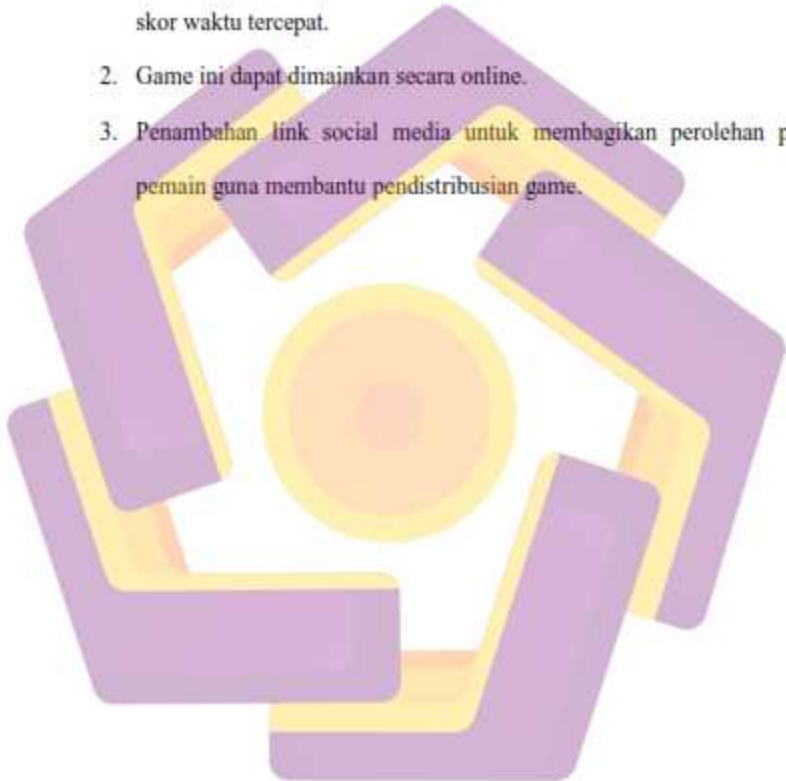 skor waktu tercepat.
2. Game ini dapat dimainkan secara online.
3. Penambahan link social media untuk membagikan perolehan
pemain guna membantu pendistribusian game.